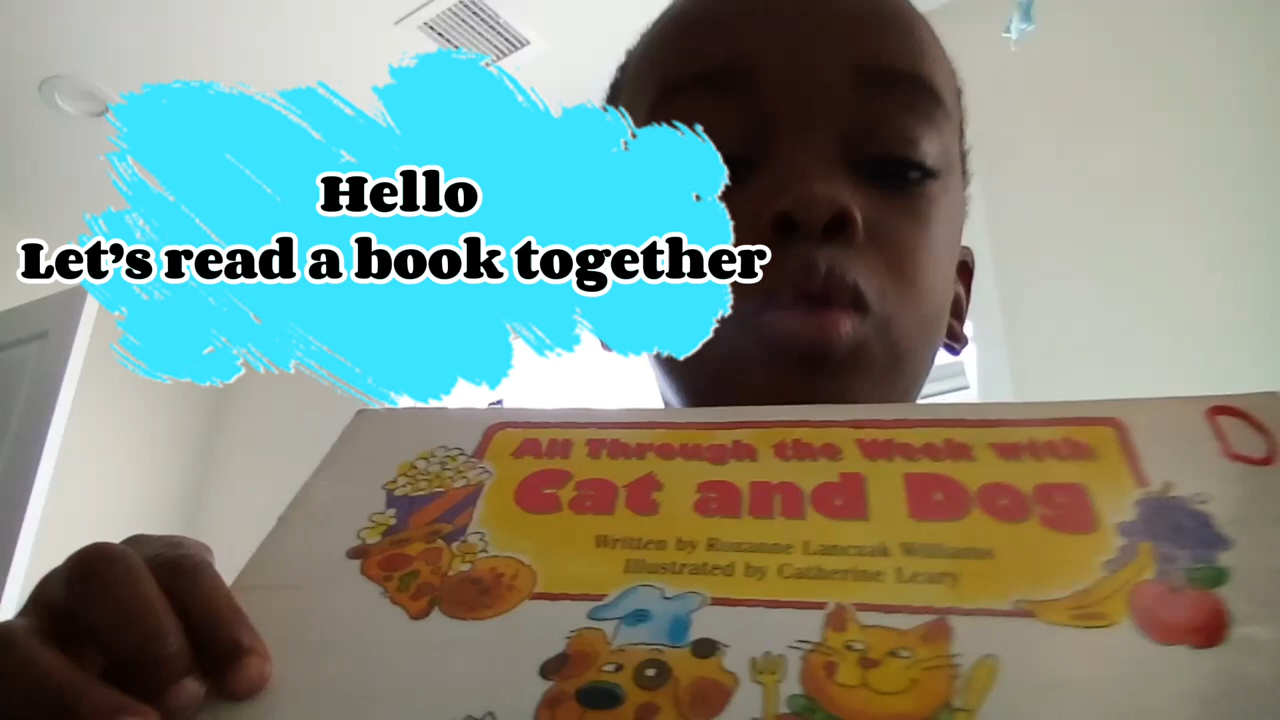 Hello
Let's read a book together
All Through the Week with
Cat and Dog
Written by Rozanne Lanczak Williams
Illustrated by Catherine Leary
D